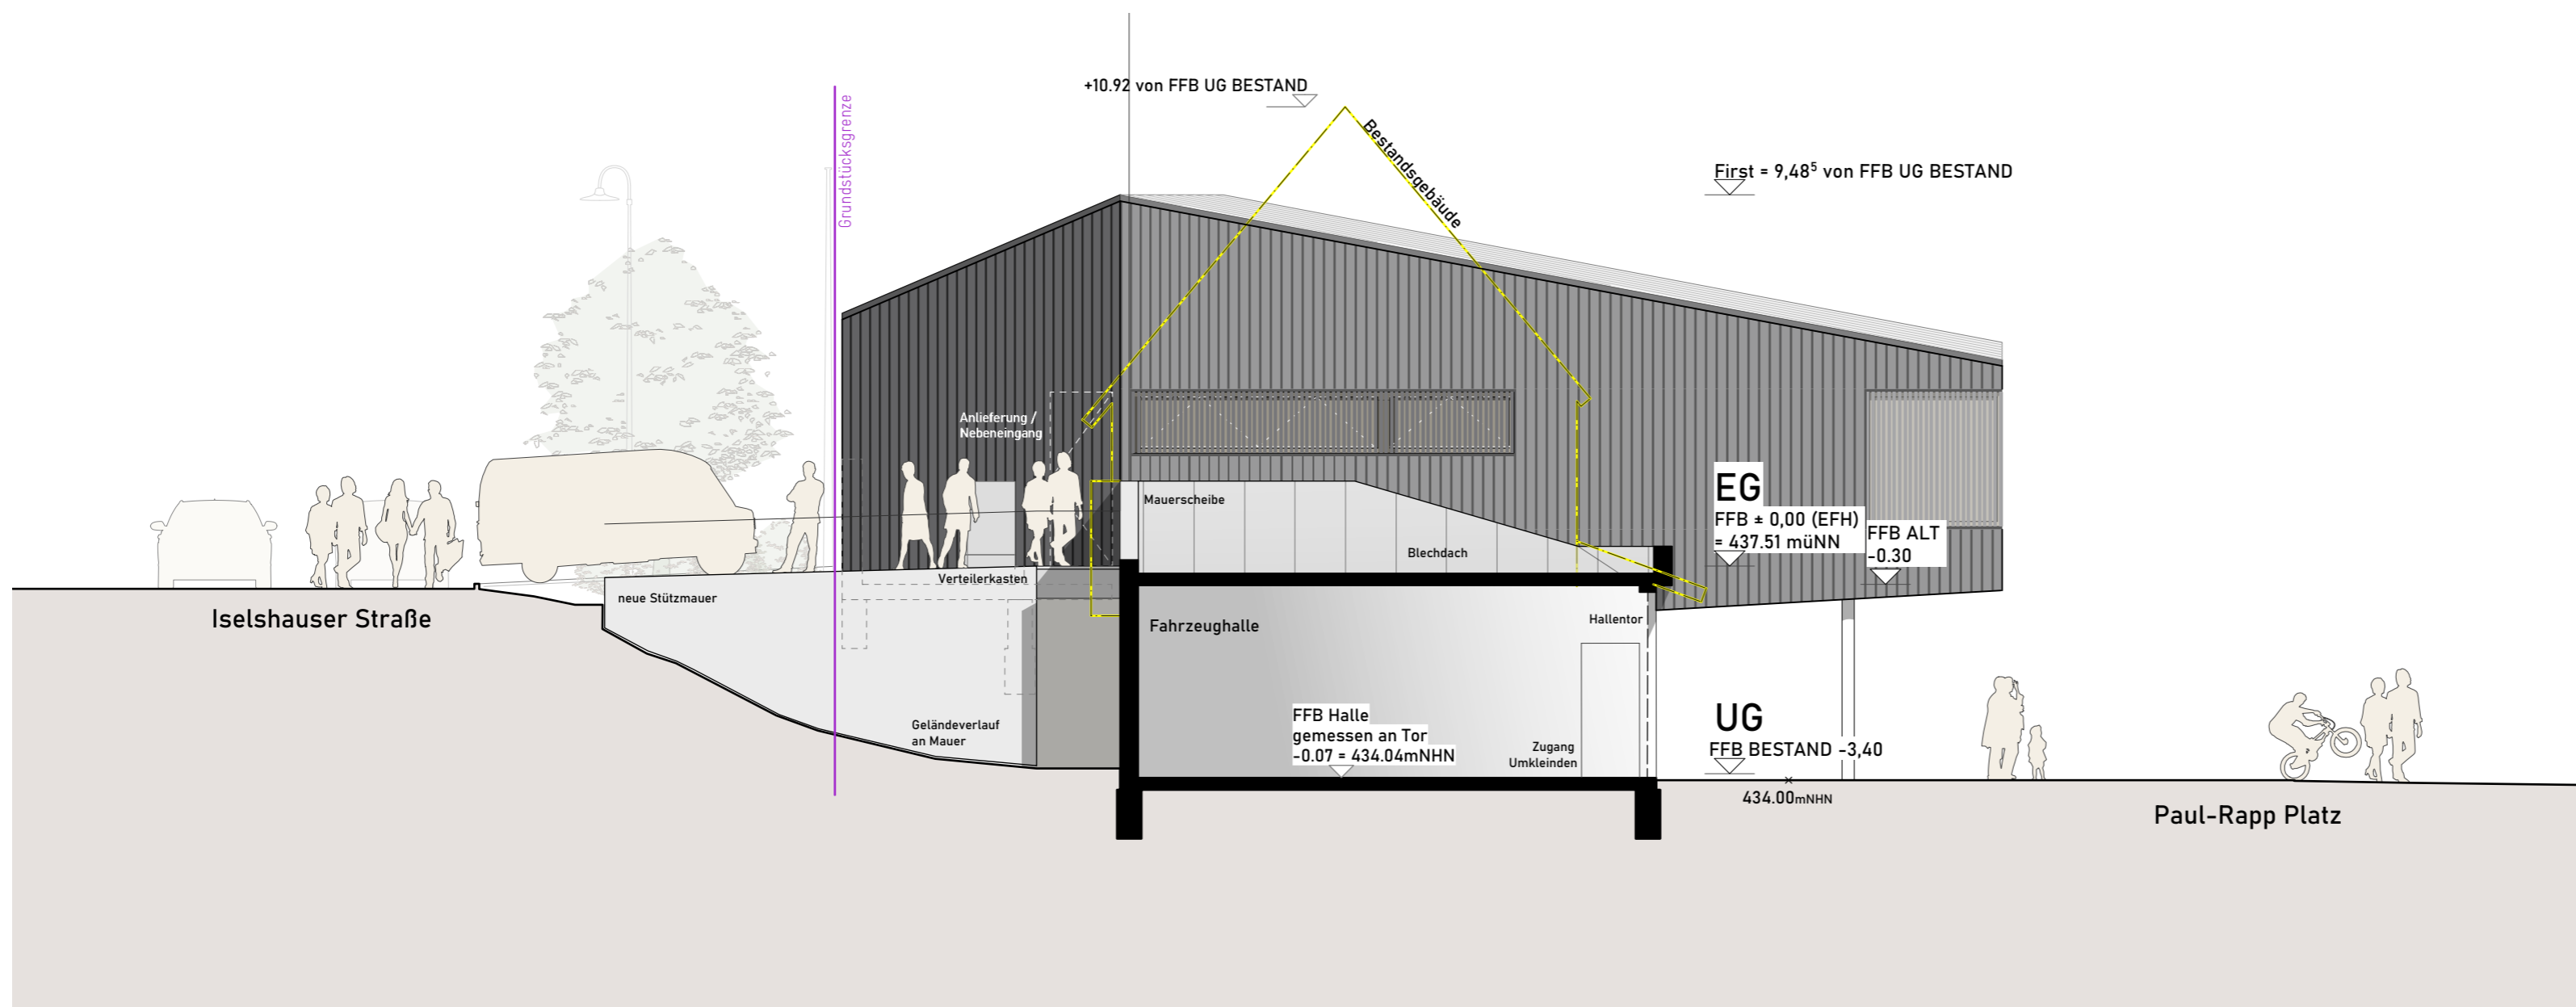 +10.92 von FFB UG BESTAND
Grundstücksgrenze
Bestandsgebäude
First = 9,48⁵ von FFB UG BESTAND
Anlieferung /
Nebeneingang
EG
FFB ± 0,00 (EFH)
= 437.51 müNN
FFB ALT
-0.30
Mauerscheibe
Blechdach
Verteilerkasten
neue Stützmauer
Iselshauser Straße
Fahrzeughalle
Hallentor
Geländeverlauf
an Mauer
FFB Halle
gemessen an Tor
-0.07 = 434.04mNHN
Zugang
Umkleinden
UG
FFB BESTAND -3,40
434.00mNHN
Paul-Rapp Platz